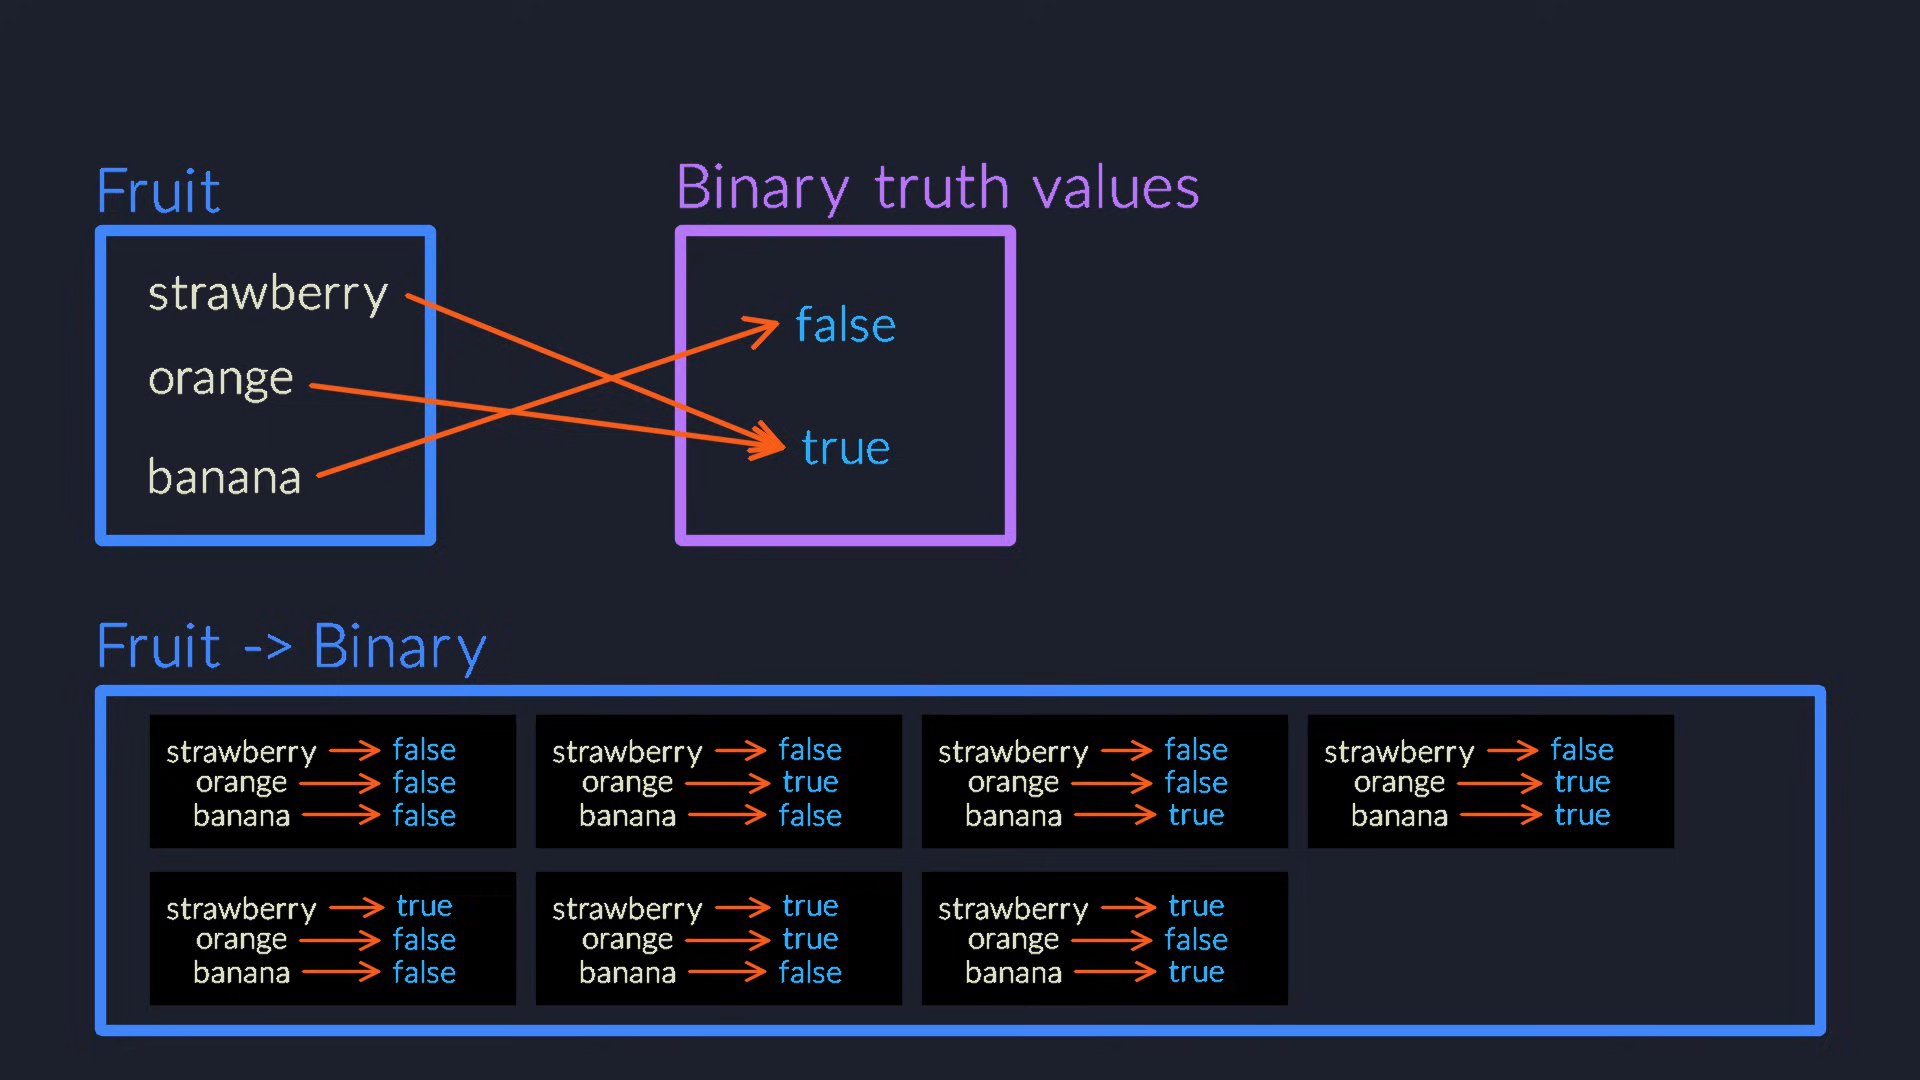 Fruit
Binary truth values
strawberry
orange
banana
false
true
Fruit -> Binary
strawberry false
orange false
banana false
strawberry false
orange true
banana false
strawberry false
orange false
banana true
strawberry false
orange true
banana true
strawberry true
orange false
banana false
strawberry true
orange true
banana false
strawberry true
orange false
banana true